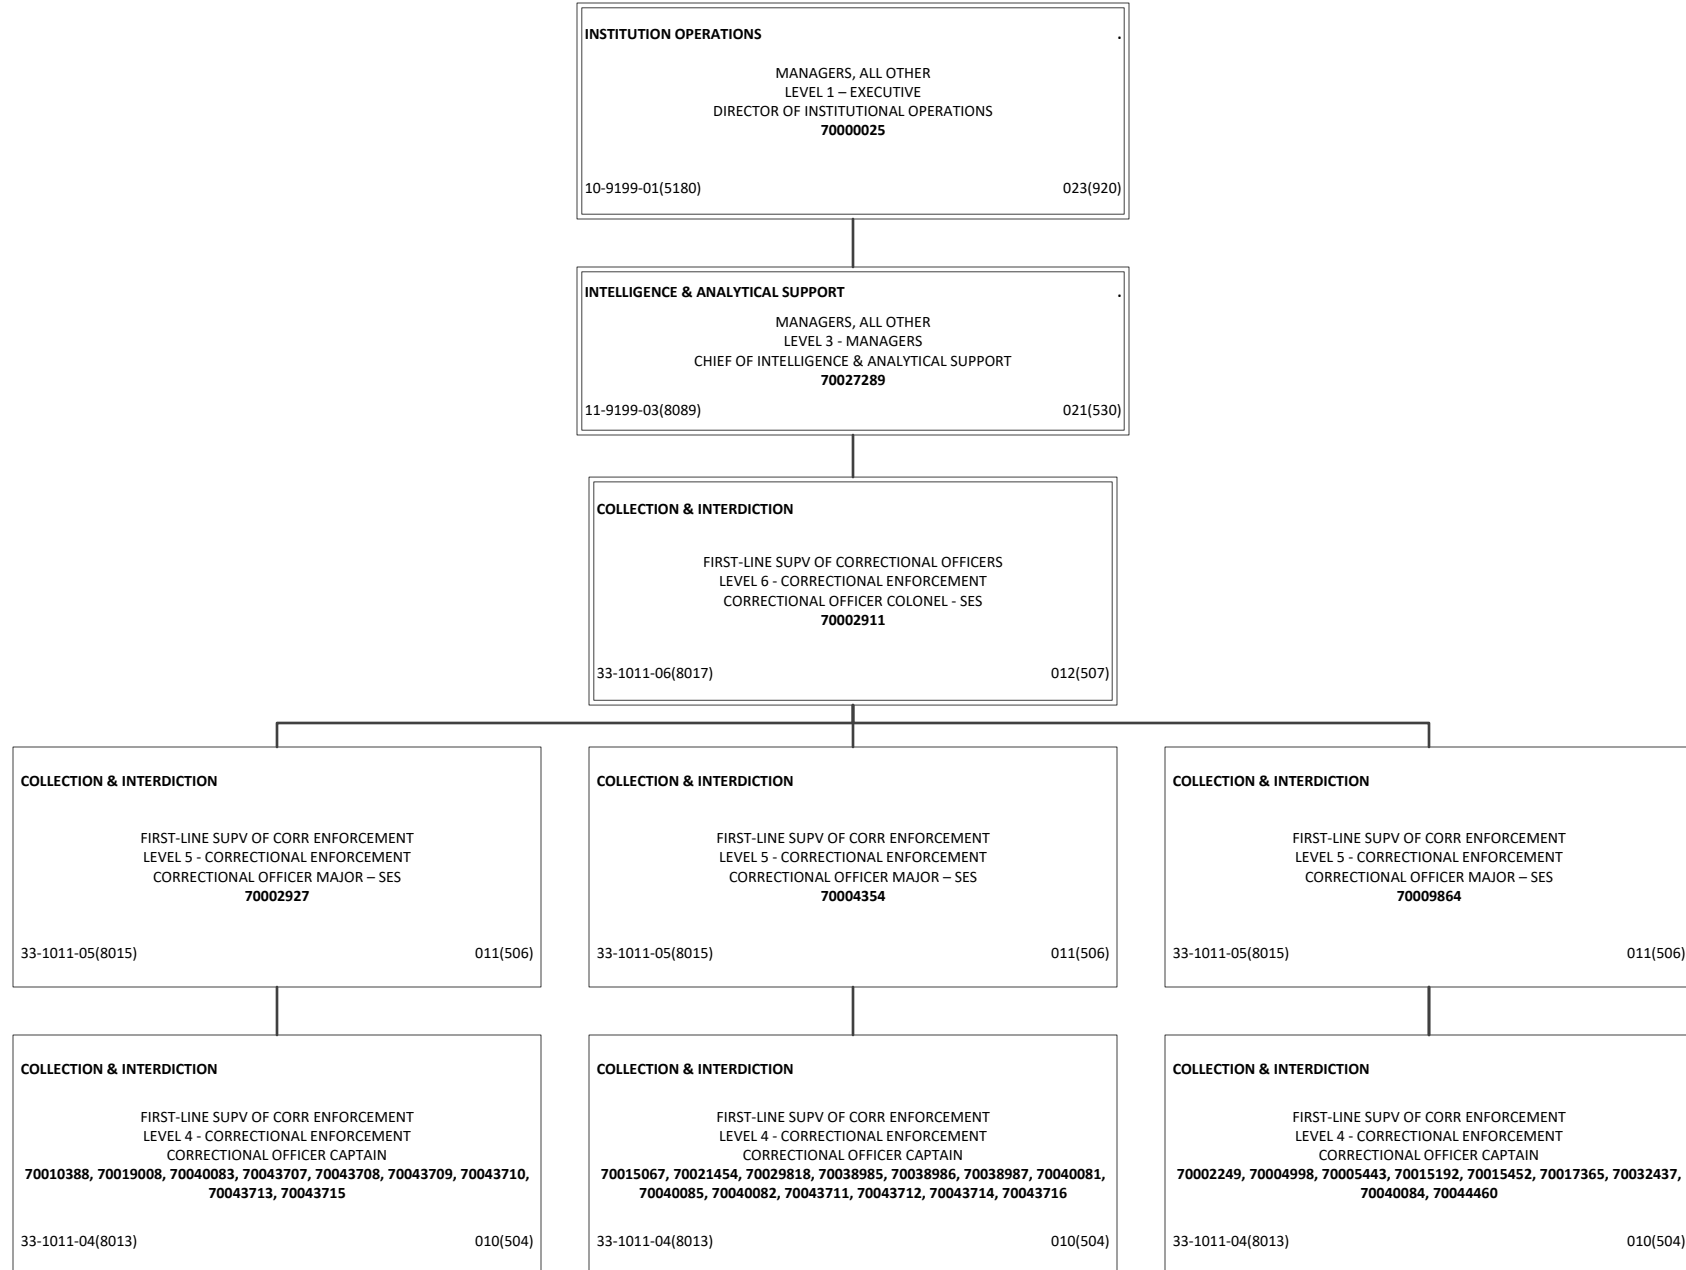 INSTITUTION OPERATIONS .
MANAGERS, ALL OTHER
LEVEL 1 – EXECUTIVE
DIRECTOR OF INSTITUTIONAL OPERATIONS
70000025
10-9199-01(5180) 023(920)
INTELLIGENCE & ANALYTICAL SUPPORT .
MANAGERS, ALL OTHER
LEVEL 3 - MANAGERS
CHIEF OF INTELLIGENCE & ANALYTICAL SUPPORT
70027289
11-9199-03(8089) 021(530)
COLLECTION & INTERDICTION
FIRST-LINE SUPV OF CORRECTIONAL OFFICERS
LEVEL 6 - CORRECTIONAL ENFORCEMENT
CORRECTIONAL OFFICER COLONEL - SES
70002911
33-1011-06(8017) 012(507)
COLLECTION & INTERDICTION
FIRST-LINE SUPV OF CORR ENFORCEMENT
LEVEL 5 - CORRECTIONAL ENFORCEMENT
CORRECTIONAL OFFICER MAJOR – SES
70002927
33-1011-05(8015) 011(506)
COLLECTION & INTERDICTION
FIRST-LINE SUPV OF CORR ENFORCEMENT
LEVEL 5 - CORRECTIONAL ENFORCEMENT
CORRECTIONAL OFFICER MAJOR – SES
70004354
33-1011-05(8015) 011(506)
COLLECTION & INTERDICTION
FIRST-LINE SUPV OF CORR ENFORCEMENT
LEVEL 5 - CORRECTIONAL ENFORCEMENT
CORRECTIONAL OFFICER MAJOR – SES
70009864
33-1011-05(8015) 011(506)
COLLECTION & INTERDICTION
FIRST-LINE SUPV OF CORR ENFORCEMENT
LEVEL 4 - CORRECTIONAL ENFORCEMENT
CORRECTIONAL OFFICER CAPTAIN
70010388, 70019008, 70040083, 70043707, 70043708, 70043709, 70043710,
70043713, 70043715
33-1011-04(8013) 010(504)
COLLECTION & INTERDICTION
FIRST-LINE SUPV OF CORR ENFORCEMENT
LEVEL 4 - CORRECTIONAL ENFORCEMENT
CORRECTIONAL OFFICER CAPTAIN
70015067, 70021454, 70029818, 70038985, 70038986, 70038987, 70040081,
70040085, 70040082, 70043711, 70043712, 70043714, 70043716
33-1011-04(8013) 010(504)
COLLECTION & INTERDICTION
FIRST-LINE SUPV OF CORR ENFORCEMENT
LEVEL 4 - CORRECTIONAL ENFORCEMENT
CORRECTIONAL OFFICER CAPTAIN
70002249, 70004998, 70005443, 70015192, 70015452, 70017365, 70032437,
70040084, 70044460
33-1011-04(8013) 010(504)